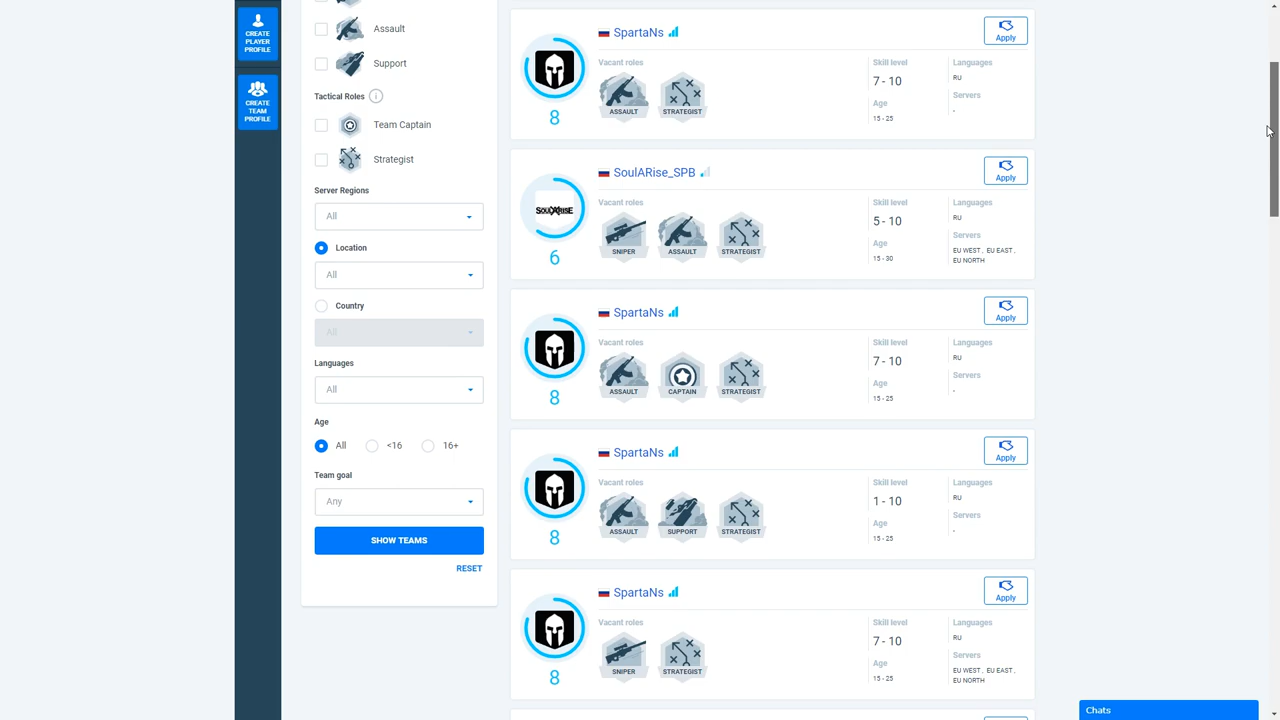 CREATE
PLAYER
PROFILE
CREATE
TEAM
PROFILE
Assault
Support
Tactical Roles i
Team Captain
Strategist
Server Regions
All
Location
All
Country
All
Languages
All
Age
All <16 16+
Team goal
Any
SHOW TEAMS
RESET
SpartaNs
Apply
Vacant roles
ASSAULT STRATEGIST
8
Skill level
7 - 10
Age
15 - 25
Languages
RU
Servers
-
SoulARise_SPB
Apply
SOULARISE
Vacant roles
SNIPER ASSAULT STRATEGIST
6
Skill level
5 - 10
Age
15 - 30
Languages
RU
Servers
EU WEST , EU EAST ,
EU NORTH
SpartaNs
Apply
Vacant roles
ASSAULT CAPTAIN STRATEGIST
8
Skill level
7 - 10
Age
15 - 25
Languages
RU
Servers
-
SpartaNs
Apply
Vacant roles
ASSAULT SUPPORT STRATEGIST
8
Skill level
1 - 10
Age
15 - 25
Languages
RU
Servers
-
SpartaNs
Apply
Vacant roles
SNIPER STRATEGIST
8
Skill level
7 - 10
Age
15 - 25
Languages
RU
Servers
EU WEST , EU EAST ,
EU NORTH
Chats